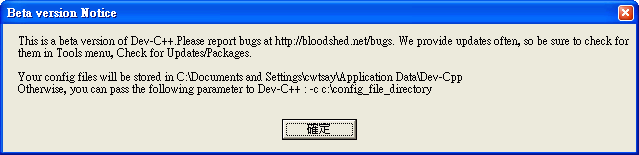 Beta version Notice
This is a beta version of Dev-C++.Please report bugs at http://bloodshed.net/bugs. We provide updates often, so be sure to check for
them in Tools menu, Check for Updates/Packages.
Your config files will be stored in C:\Documents and Settings\cwtsay\Application Data\Dev-Cpp
Otherwise, you can pass the following parameter to Dev-C++ : -c c:\config_file_directory
確定